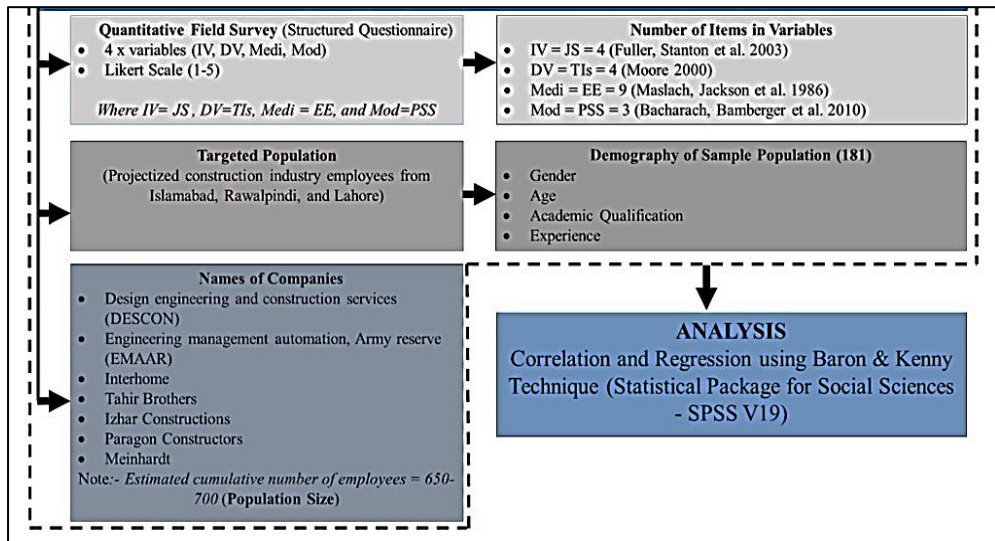 Quantitative Field Survey (Structured Questionnaire)
• 4 x variables (IV, DV, Medi, Mod)
• Likert Scale (1-5)
Where IV= JS , DV=TIs, Medi = EE, and Mod=PSS
Number of Items in Variables
• IV = JS = 4 (Fuller, Stanton et al. 2003)
• DV = TIs = 4 (Moore 2000)
• Medi = EE = 9 (Maslach, Jackson et al. 1986)
• Mod = PSS = 3 (Bacharach, Bamberger et al. 2010)
Targeted Population
(Projectized construction industry employees from
Islamabad, Rawalpindi, and Lahore)
Demography of Sample Population (181)
• Gender
• Age
• Academic Qualification
• Experience
Names of Companies
• Design engineering and construction services
(DESCON)
• Engineering management automation, Army reserve
(EMAAR)
• Interhome
• Tahir Brothers
• Izhar Constructions
• Paragon Constructors
• Meinhardt
Note:- Estimated cumulative number of employees = 650-
700 (Population Size)
ANALYSIS
Correlation and Regression using Baron & Kenny
Technique (Statistical Package for Social Sciences
- SPSS V19)